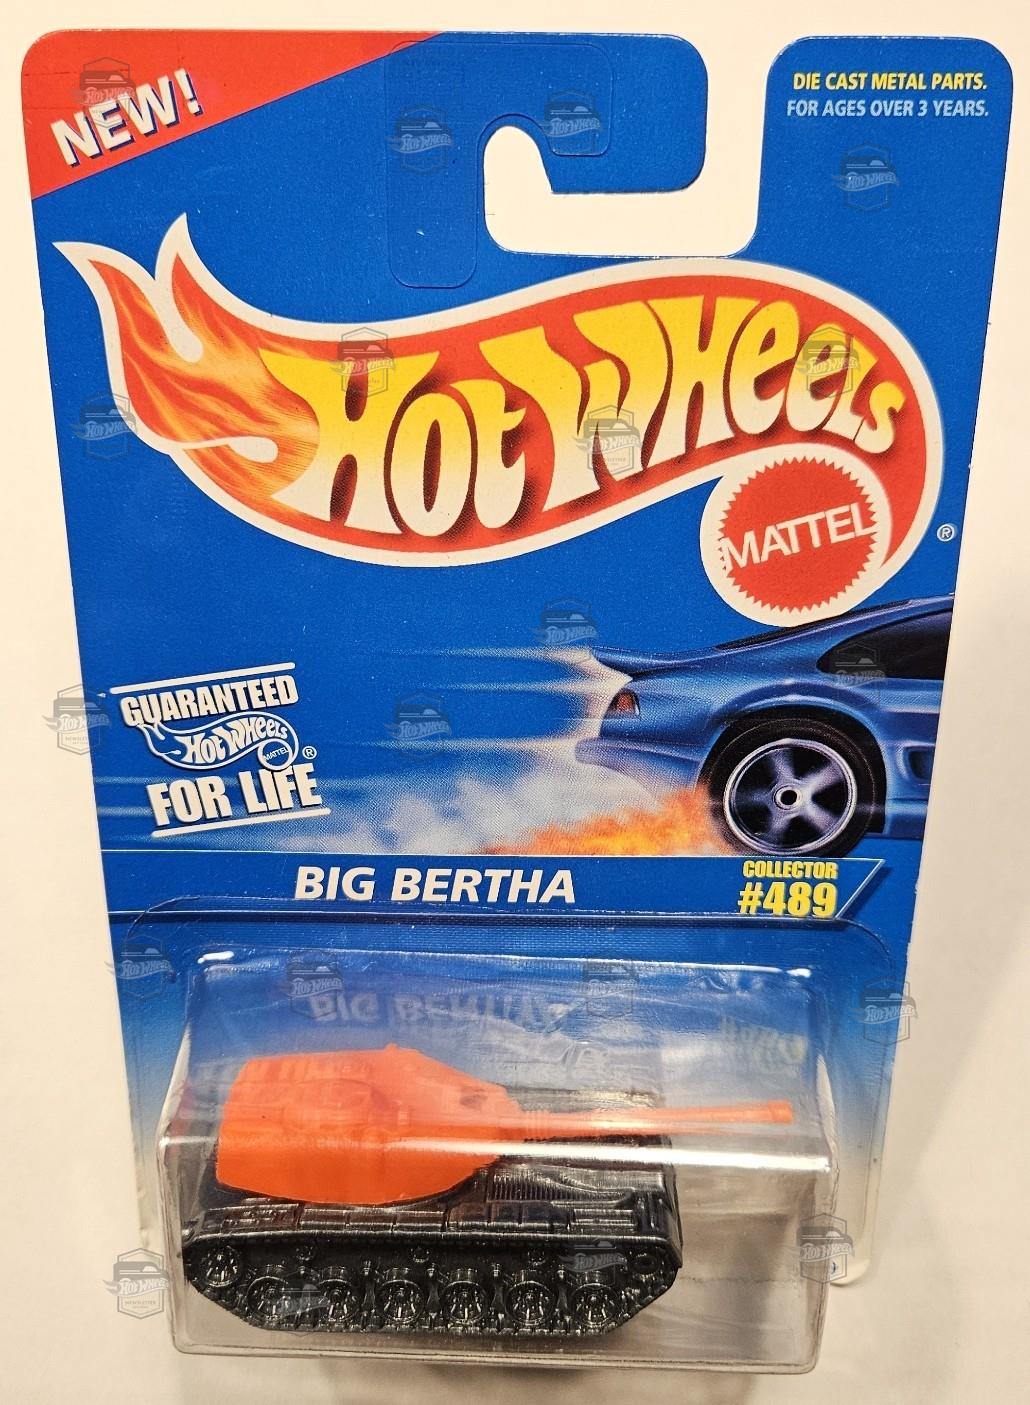 NEW!
DIE CAST METAL PARTS.
FOR AGES OVER 3 YEARS.
HOT WHEELS
MATTEL
®
GUARANTEED
HOT WHEELS
MATTEL ®
FOR LIFE
BIG BERTHA
COLLECTOR
#489